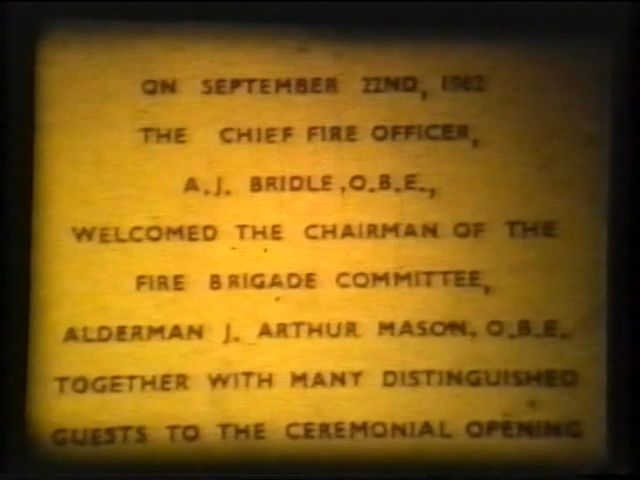 ON SEPTEMBER 22ND, 1962
THE CHIEF FIRE OFFICER,
A.J. BRIDLE, O.B.E.,
WELCOMED THE CHAIRMAN OF THE
FIRE BRIGADE COMMITTEE,
ALDERMAN J. ARTHUR MASON, O.B.E.
TOGETHER WITH MANY DISTINGUISHED
GUESTS TO THE CEREMONIAL OPENING